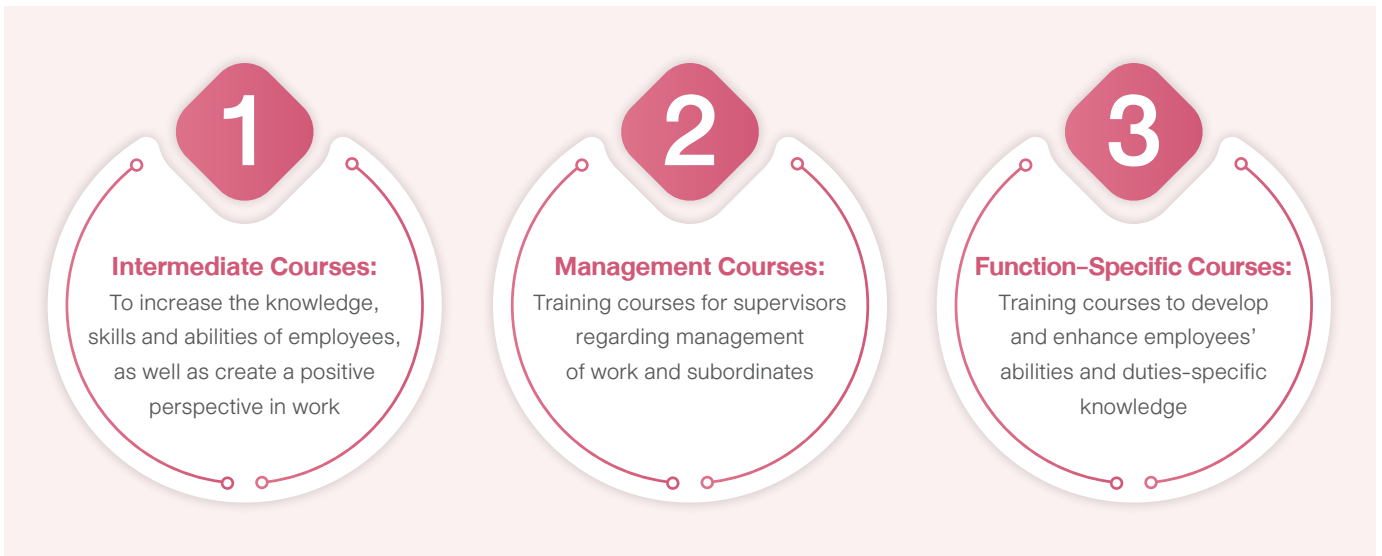 1
Intermediate Courses:
To increase the knowledge,
skills and abilities of employees,
as well as create a positive
perspective in work
2
Management Courses:
Training courses for supervisors
regarding management
of work and subordinates
3
Function-Specific Courses:
Training courses to develop
and enhance employees’
abilities and duties-specific
knowledge